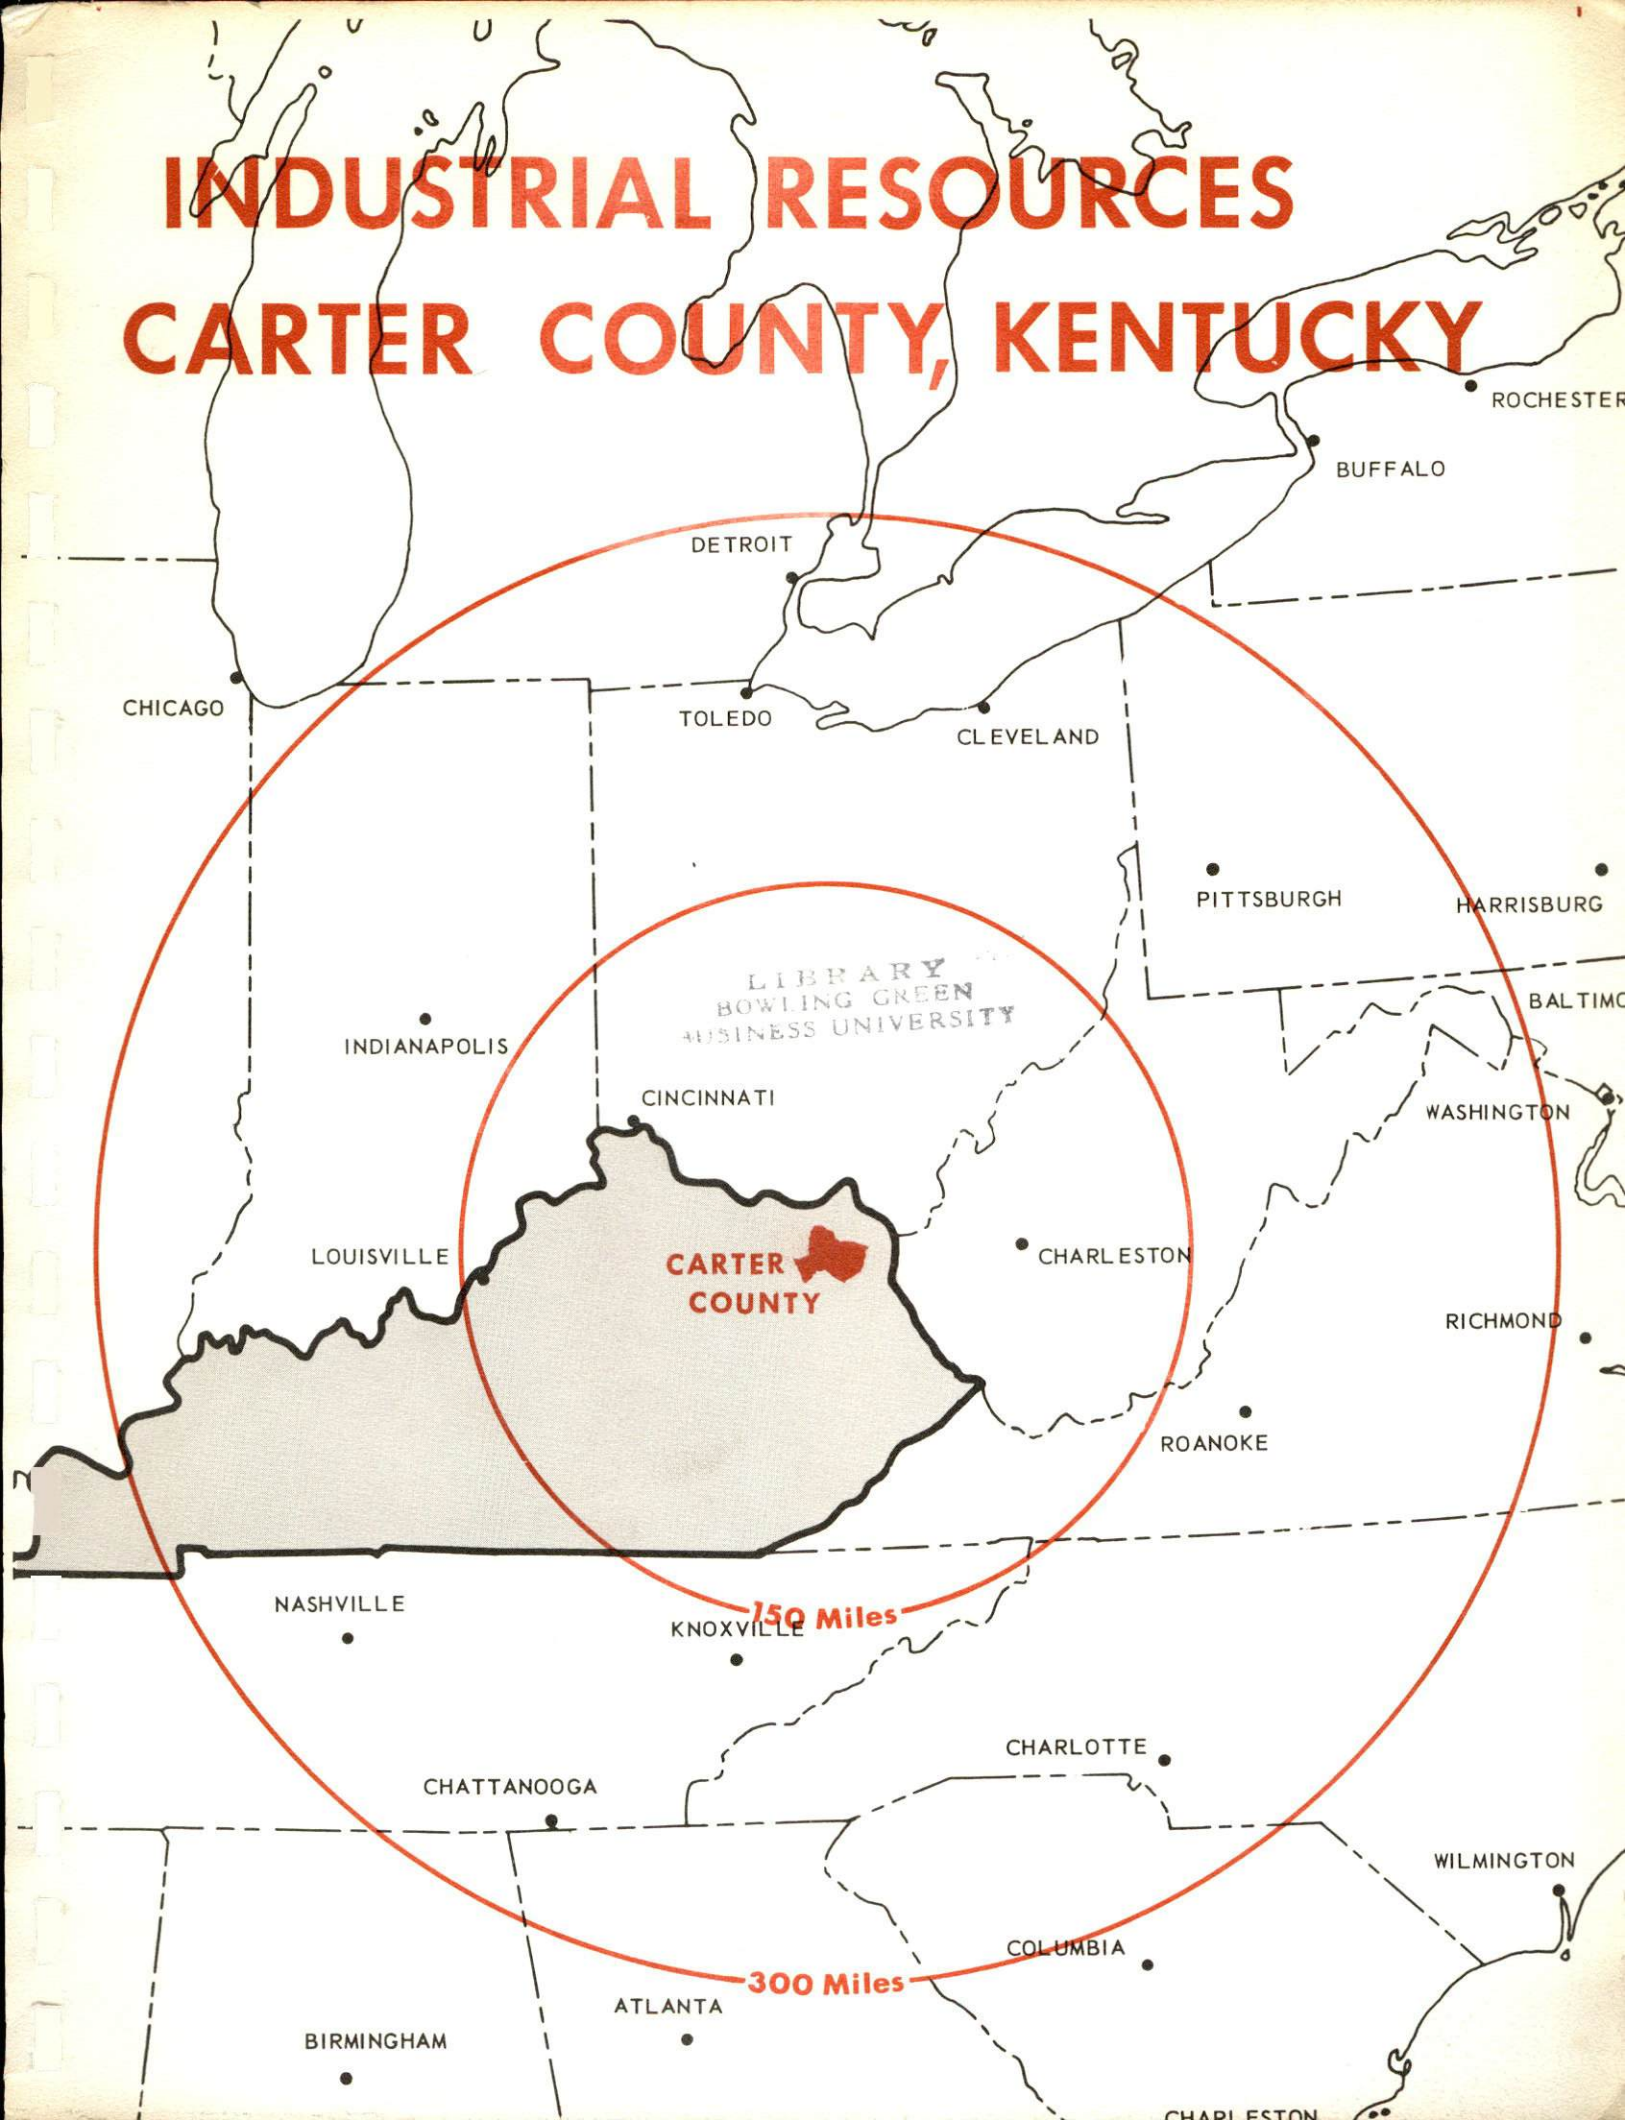 INDUSTRIAL RESOURCES
CARTER COUNTY, KENTUCKY
ROCHESTER
BUFFALO
DETROIT
CHICAGO
TOLEDO
CLEVELAND
PITTSBURGH
HARRISBURG
LIBRARY
BOWLING GREEN
BUSINESS UNIVERSITY
BALTIMO
INDIANAPOLIS
CINCINNATI
WASHINGTON
LOUISVILLE
CARTER
COUNTY
CHARLESTON
RICHMOND
ROANOKE
NASHVILLE
150 Miles
KNOXVILLE
CHARLOTTE
CHATTANOOGA
WILMINGTON
COLUMBIA
300 Miles
ATLANTA
BIRMINGHAM
CHARLESTON